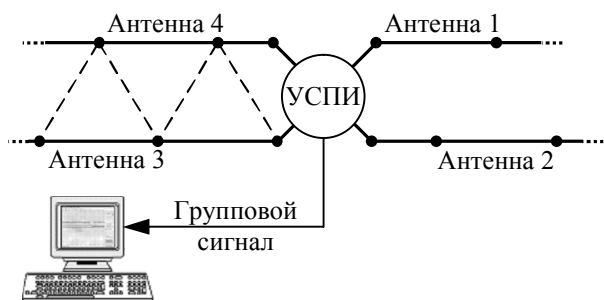 Антенна 4
Антенна 1
УСПИ
Антенна 3
Антенна 2
Групповой
сигнал